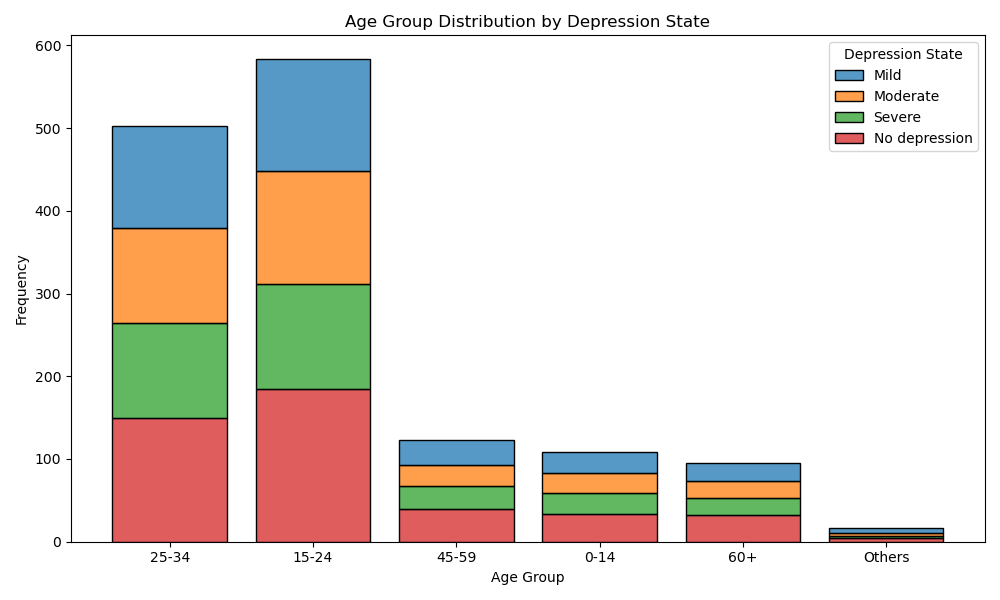 Age Group Distribution by Depression State
Depression State
Mild
Moderate
Severe
No depression
Frequency
600
500
400
300
200
100
0
25-34 15-24 45-59 0-14 60+ Others
Age Group